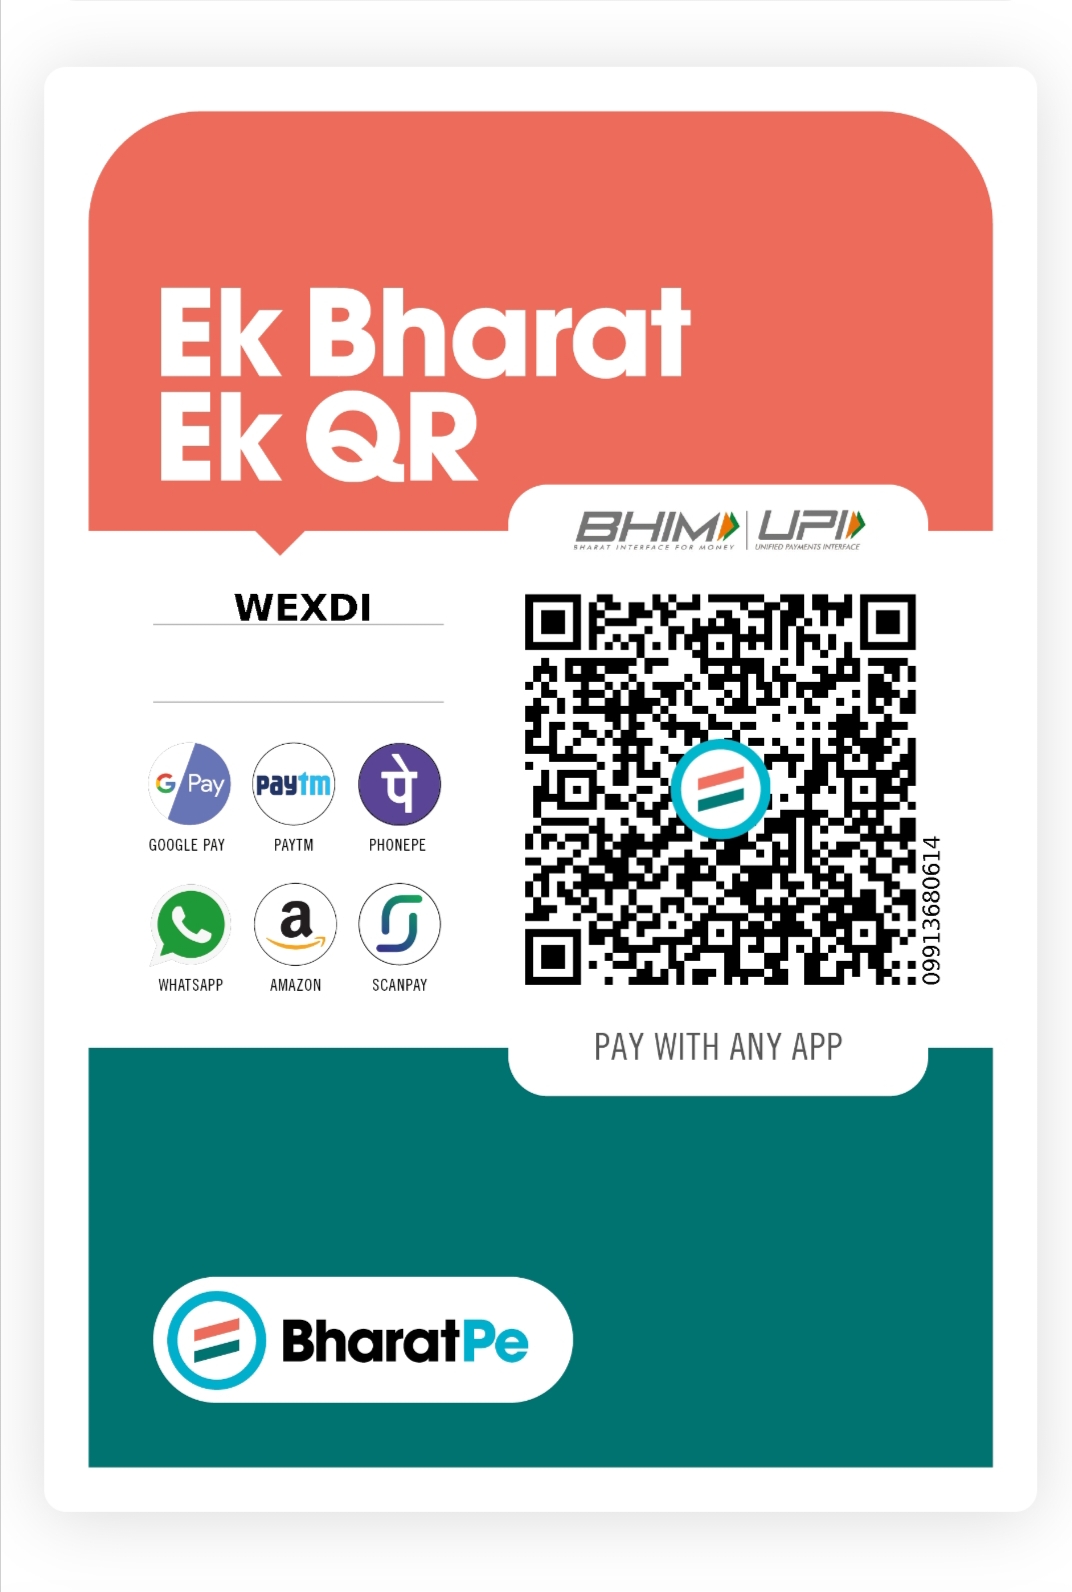 Ek Bharat
Ek QR
BHIM UPI
BHARAT INTERFACE FOR MONEY UNIFIED PAYMENTS INTERFACE
WEXDI
G Pay paytm पे
GOOGLE PAY PAYTM PHONEPE
a
WHATSAPP AMAZON SCANPAY
09913680614
PAY WITH ANY APP
BharatPe